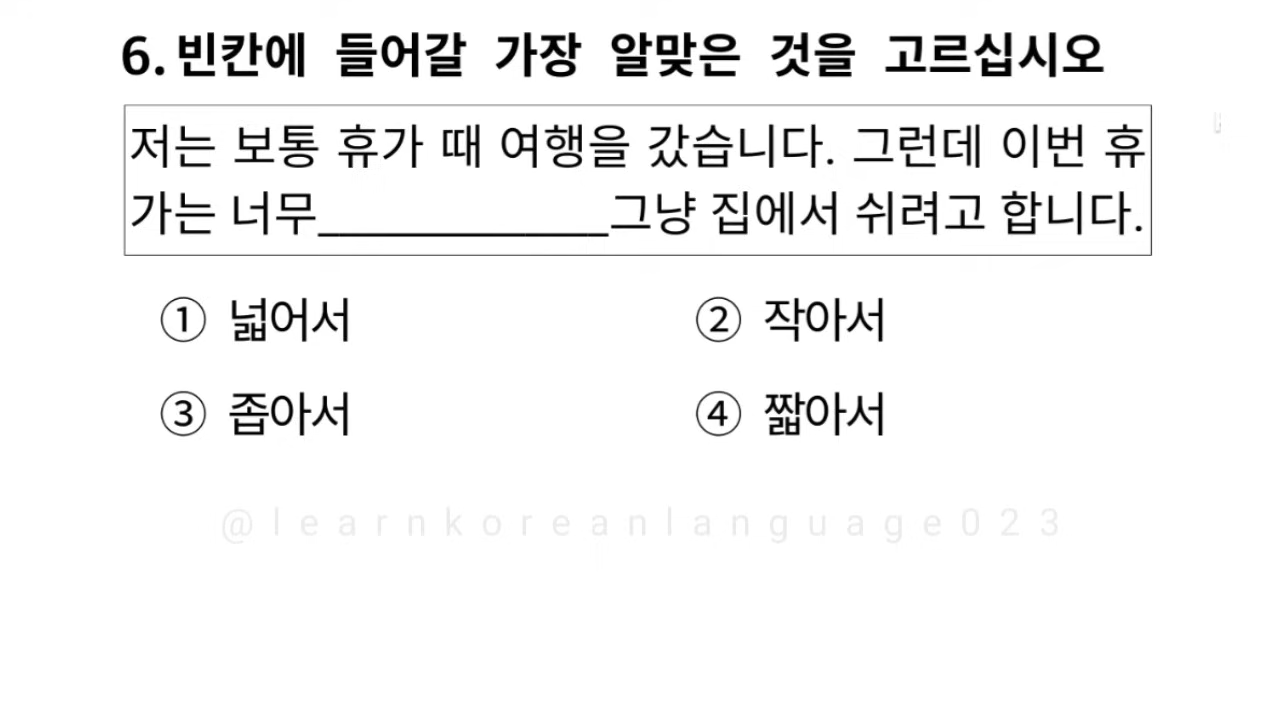 6. 빈칸에 들어갈 가장 알맞은 것을 고르십시오
저는 보통 휴가 때 여행을 갔습니다. 그런데 이번 휴
가는 너무______________그냥 집에서 쉬려고 합니다.
① 넓어서 ② 작아서
③ 좁아서 ④ 짧아서
@learnkoreanlanguage023